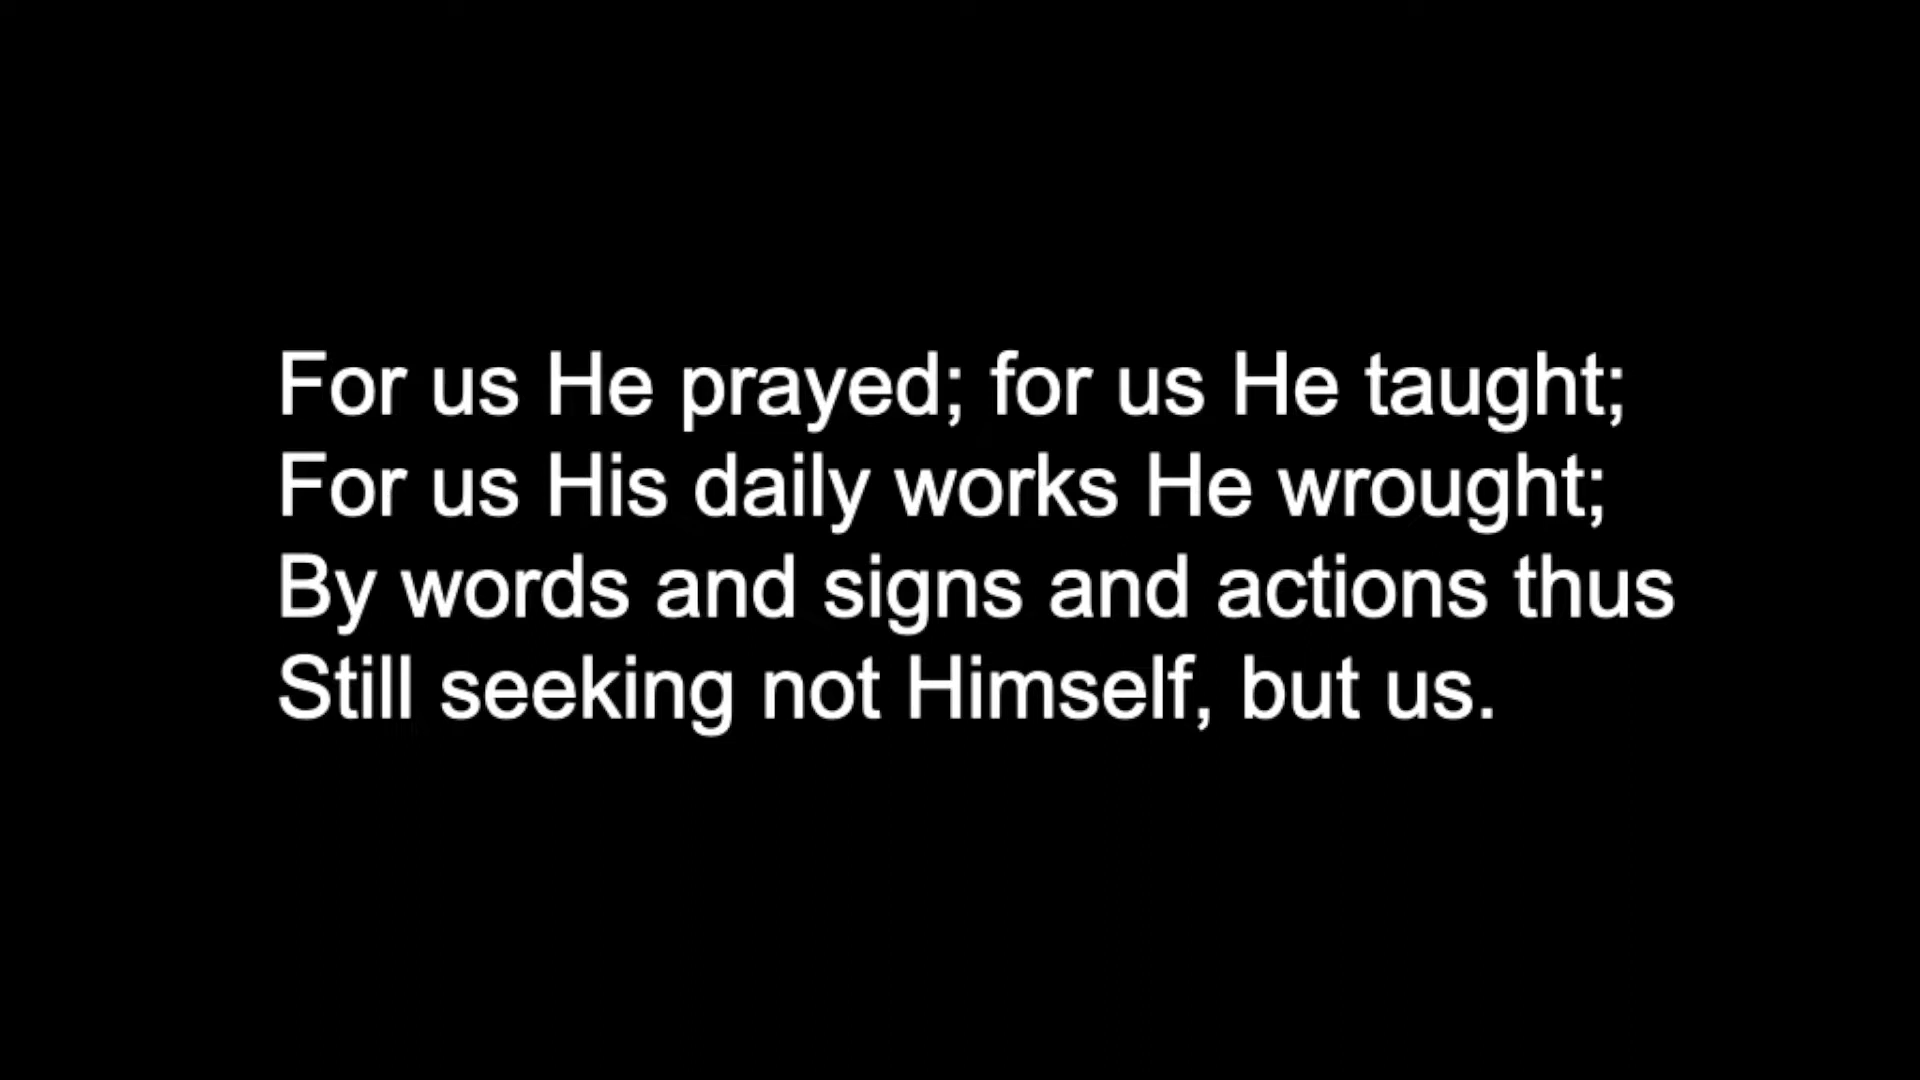 For us He prayed; for us He taught;
For us His daily works He wrought;
By words and signs and actions thus
Still seeking not Himself, but us.